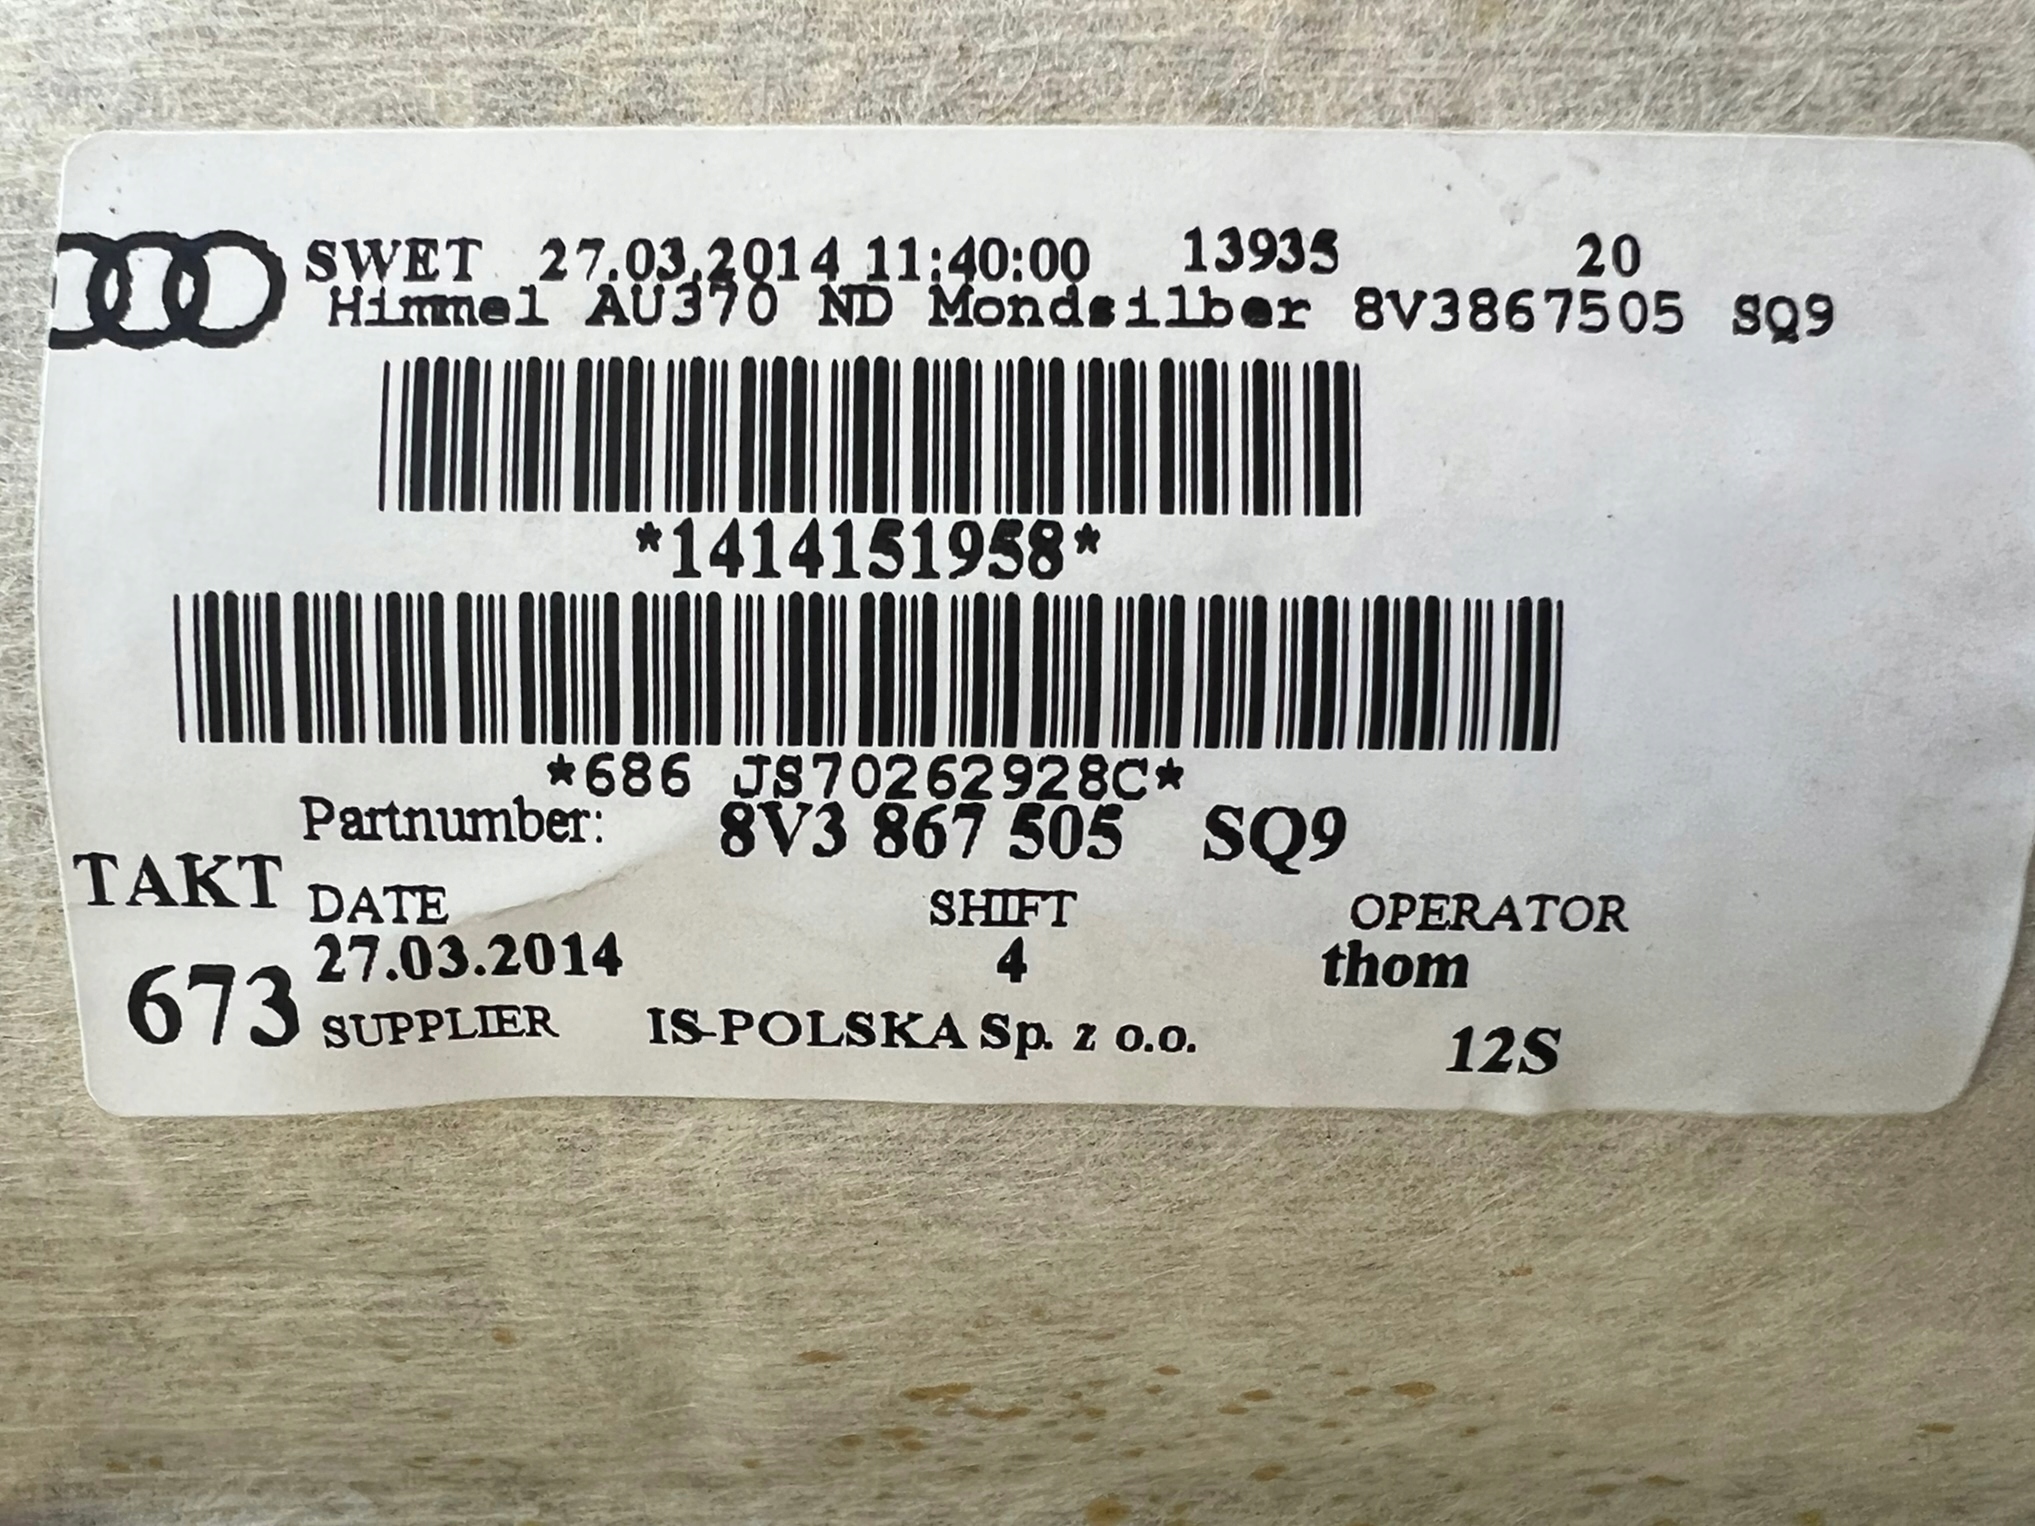 SWET 27.03.2014 11:40:00 13935 20
Himmel AU370 ND Mondsilber 8V3867505 SQ9
*1414151958*
*686 JS70262928C*
Partnumber: 8V3 867 505 SQ9
TAKT DATE SHIFT OPERATOR
27.03.2014 4 thom
673 SUPPLIER IS-POLSKA Sp. z o.o. 12S